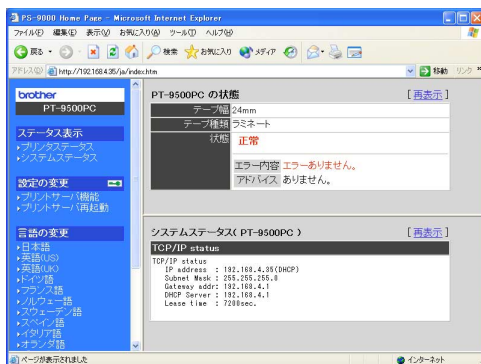 PS-9000 Home Page - Microsoft Internet Explorer
ファイル(F) 編集(E) 表示(V) お気に入り(A) ツール(T) ヘルプ(H)
戻る 検索 お気に入り メディア
アドレス(D) http://192.168.4.35/ja/index.htm 移動 リンク
brother
PT-9500PC
ステータス表示
プリンタステータス
システムステータス
設定の変更
プリントサーバ機能
プリントサーバ再起動
言語の変更
日本語
英語(US)
英語(UK)
ドイツ語
フランス語
ノルウェー語
スウェーデン語
スペイン語
イタリア語
オランダ語
PT-9500PC の状態 [再表示]
テープ幅 24mm
テープ種類 ラミネート
状態 正常
エラー内容 エラーありません。
アドバイス ありません。
システムステータス( PT-9500PC ) [再表示]
TCP/IP status
TCP/IP status
IP address : 192.168.4.35(DHCP)
Subnet Mask : 255.255.255.0
Gateway addr: 192.168.4.1
DHCP Server : 192.168.4.1
Lease time : 7200sec.
ページが表示されました インターネット